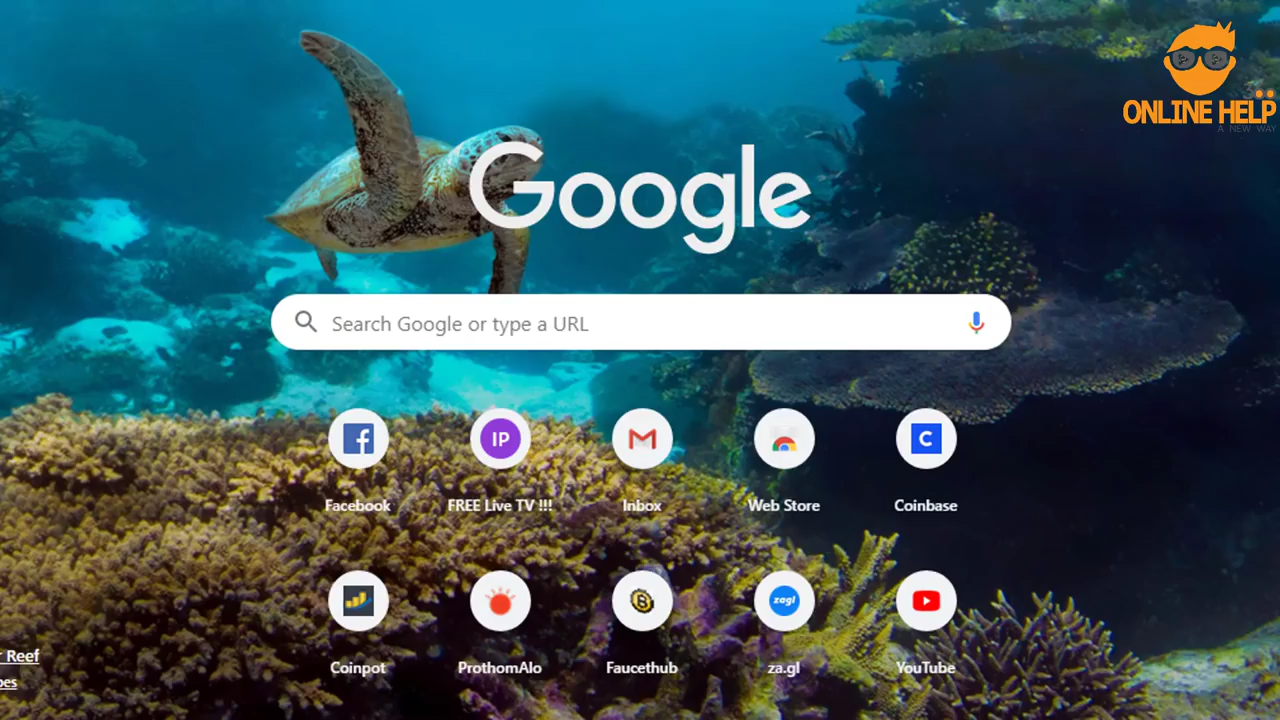 ONLINE HELP
A NEW WAY
Google
Search Google or type a URL
IP
C
Facebook
FREE Live TV !!!
Inbox
Web Store
Coinbase
zagl
Coinpot
ProthomAlo
Faucethub
za.gl
YouTube
r Reef
pes